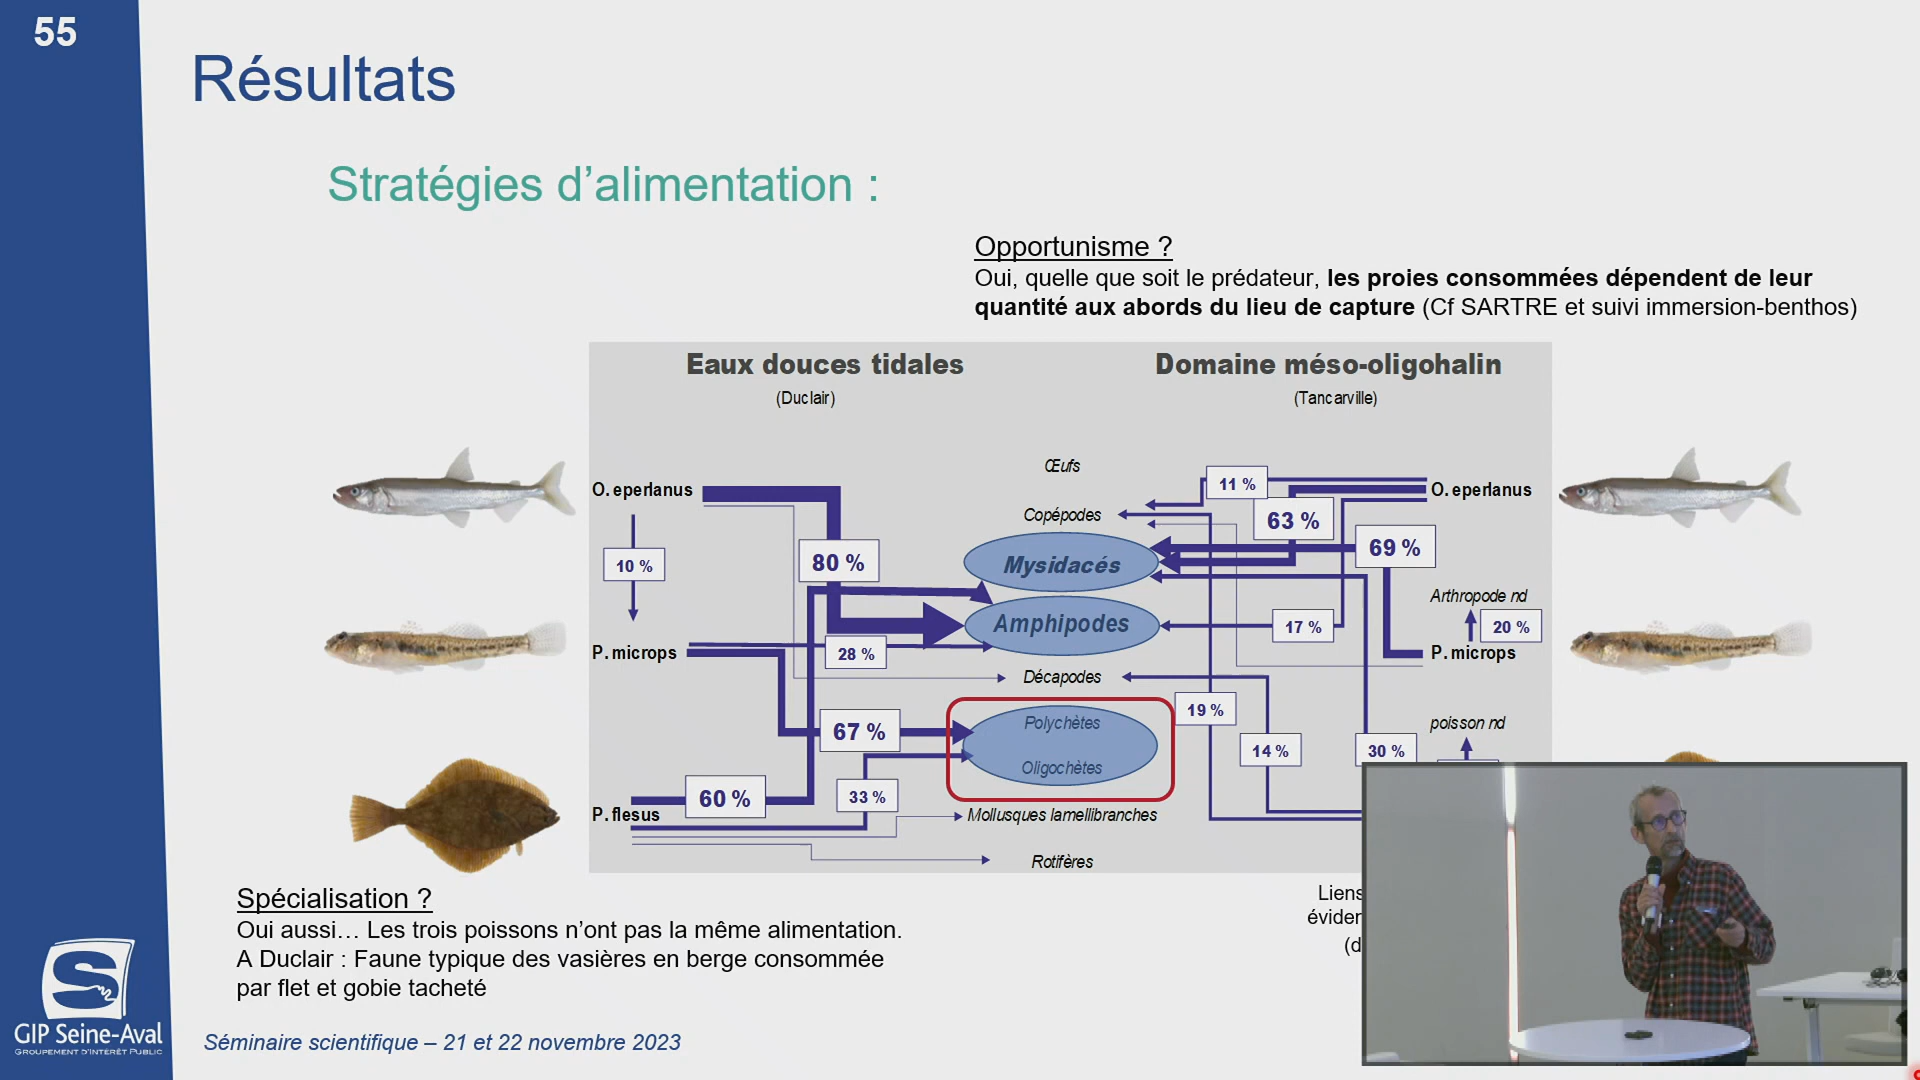 55
Résultats
Stratégies d’alimentation :
Opportunisme ?
Oui, quelle que soit le prédateur, les proies consommées dépendent de leur
quantité aux abords du lieu de capture (Cf SARTRE et suivi immersion-benthos)
Eaux douces tidales
(Duclair)
Domaine méso-oligohalin
(Tancarville)
Œufs
11 %
O. eperlanus
O. eperlanus
Copépodes
63 %
69 %
10 %
80 %
Mysidacés
Arthropode nd
Amphipodes
17 %
20 %
P. microps
28 %
P. microps
Décapodes
19 %
Polychètes
poisson nd
67 %
14 %
30 %
Oligochètes
60 %
33 %
P. flesus
Mollusques lamellibranches
Rotifères
Spécialisation ?
Oui aussi… Les trois poissons n’ont pas la même alimentation.
A Duclair : Faune typique des vasières en berge consommée
par flet et gobie tacheté
Liens
éviden
(d
GIP Seine-Aval
GROUPEMENT D'INTÉRÊT PUBLIC
Séminaire scientifique – 21 et 22 novembre 2023